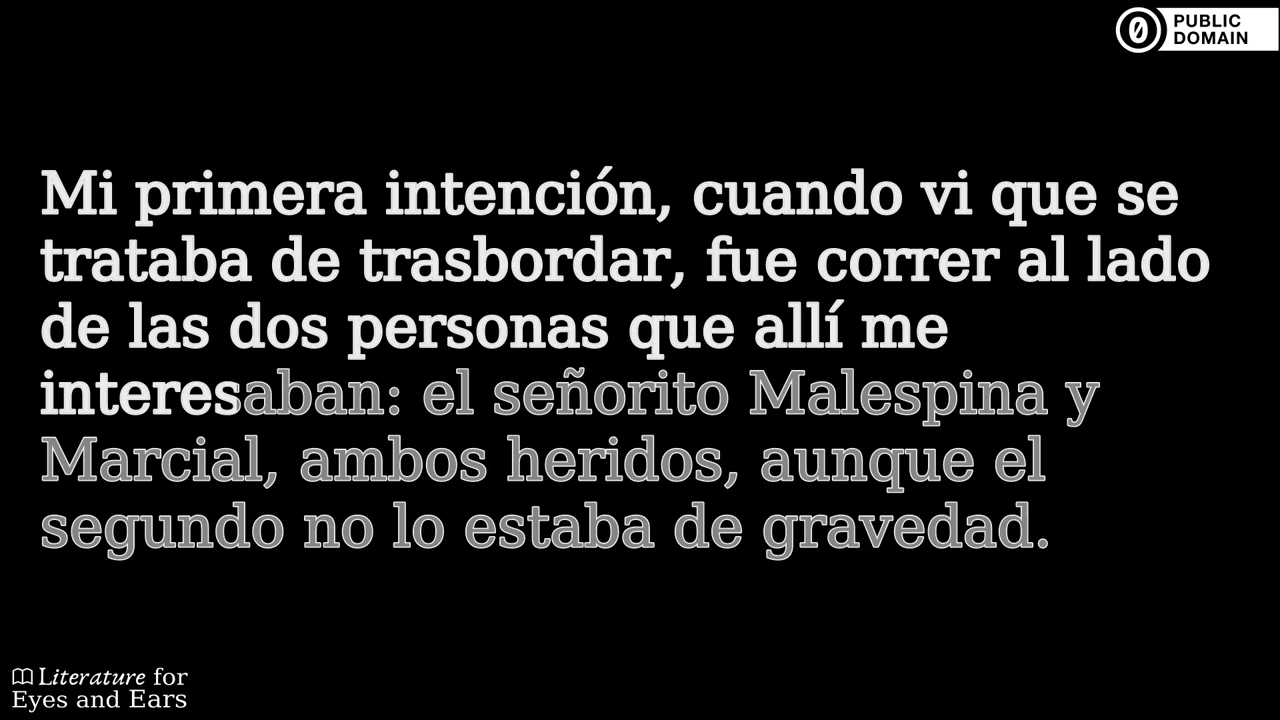 PUBLIC
DOMAIN
Mi primera intención, cuando vi que se
trataba de trasbordar, fue correr al lado
de las dos personas que allí me
interesaban: el señorito Malespina y
Marcial, ambos heridos, aunque el
segundo no lo estaba de gravedad.
Literature for
Eyes and Ears